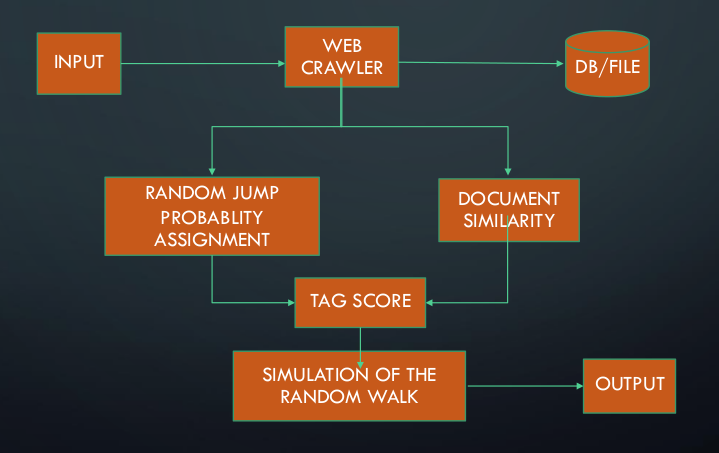 INPUT
WEB
CRAWLER
DB/FILE
RANDOM JUMP
PROBABLITY
ASSIGNMENT
DOCUMENT
SIMILARITY
TAG SCORE
SIMULATION OF THE
RANDOM WALK
OUTPUT